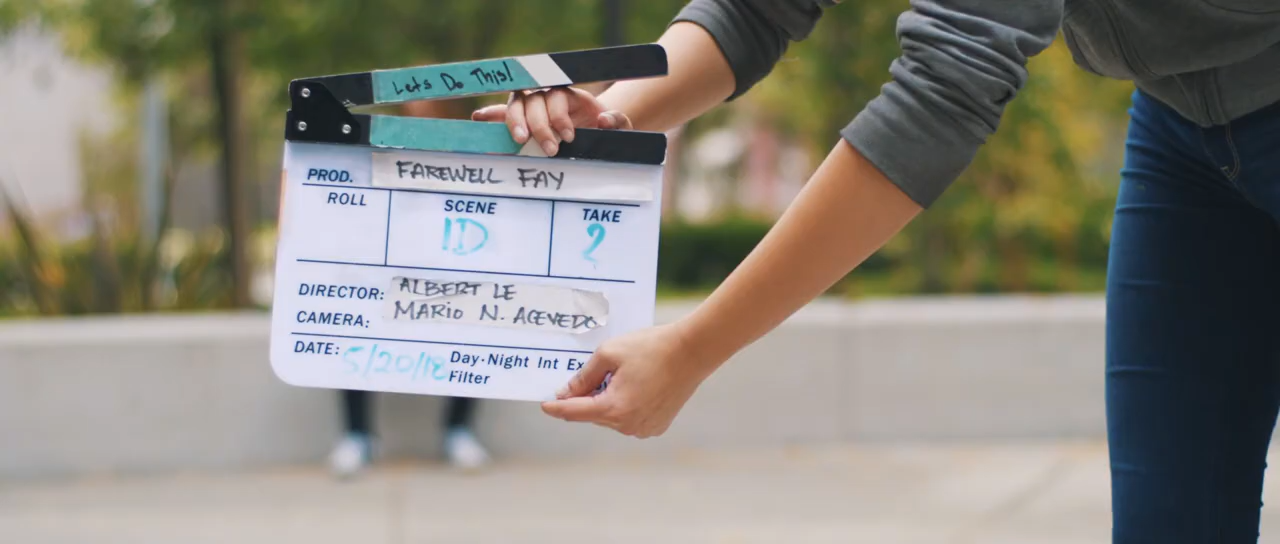 Lets Do This!
PROD. FAREWELL FAY
ROLL SCENE TAKE
1D 2
DIRECTOR: ALBERT LE
CAMERA: MARIO N. ACEVEDO
DATE: 5/20/18 Day-Night Int Ex
Filter